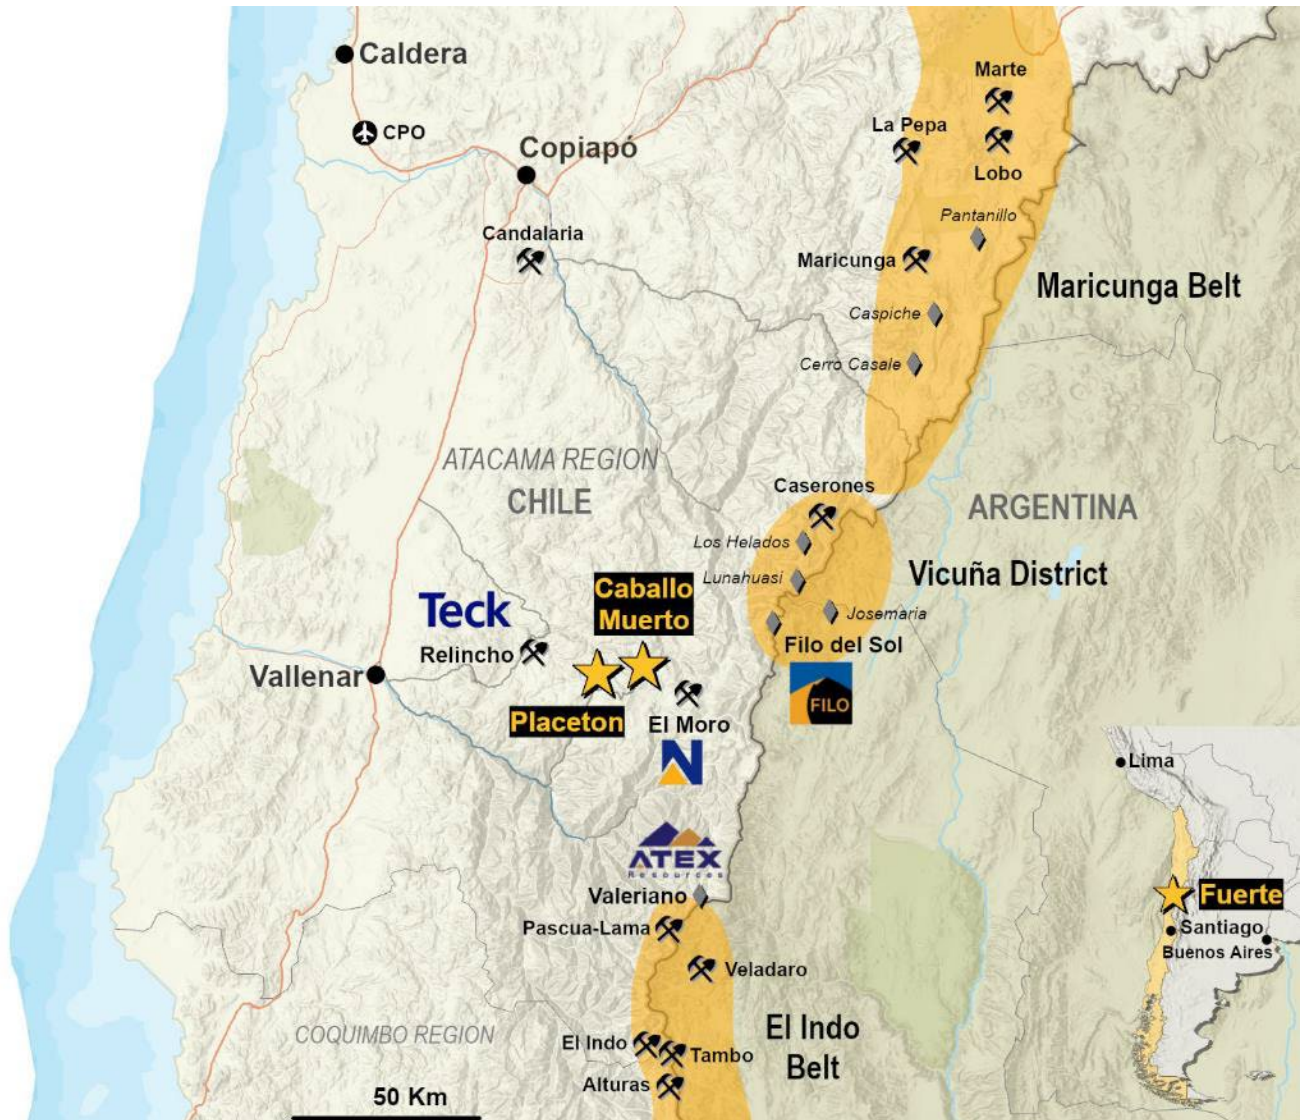 Caldera
CPO
Copiapó
Candalaria
Marte
La Pepa
Lobo
Pantanillo
Maricunga
Maricunga Belt
Caspiche
Cerro Casale
ATACAMA REGION
CHILE
ARGENTINA
Caserones
Los Helados
Lunahuasi
Vicuña District
Josemaria
Filo del Sol
FILO
Teck
Relincho
Caballo
Muerto
Vallenar
Placeton
El Moro
N
ATEX
Resources
Valeriano
Pascua-Lama
Veladaro
El Indo
Tambo
Alturas
El Indo
Belt
COQUIMBO REGION
50 Km
Lima
Fuerte
Santiago
Buenos Aires